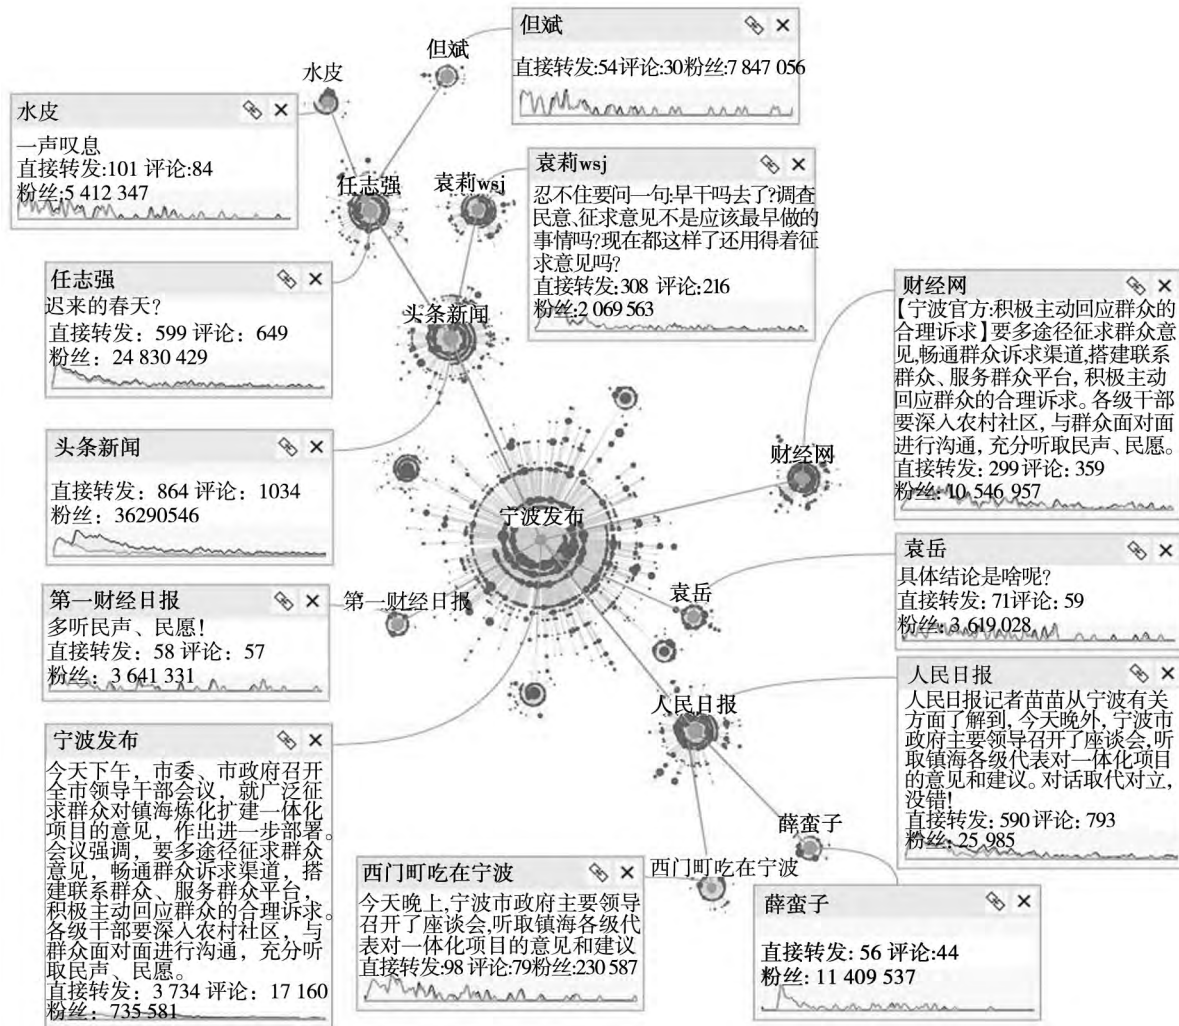 但斌
直接转发:54评论:30粉丝:7 847 056
但斌
水皮
水皮
一声叹息
直接转发:101 评论:84
粉丝:5 412 347
任志强
袁莉wsj
袁莉wsj
忍不住要问一句:早干吗去了?调查
民意、征求意见不是应该最早做的
事情吗?现在都这样了还用得着征
求意见吗?
直接转发:308 评论:216
粉丝:2 069 563
任志强
迟来的春天?
直接转发: 599 评论: 649
粉丝: 24 830 429
头条新闻
财经网
【宁波官方:积极主动回应群众的
合理诉求】要多途径征求群众意
见,畅通群众诉求渠道,搭建联系
群众、服务群众平台, 积极主动
回应群众的合理诉求。各级干部
要深入农村社区, 与群众面对面
进行沟通, 充分听取民声、民愿。
直接转发: 299 评论: 359
粉丝: 10 546 957
头条新闻
直接转发: 864 评论: 1034
粉丝: 36290546
财经网
宁波发布
袁岳
具体结论是啥呢?
直接转发: 71评论: 59
粉丝: 3 619 028
第一财经日报
多听民声、民愿!
直接转发: 58 评论: 57
粉丝: 3 641 331
第一财经日报
袁岳
人民日报
人民日报
人民日报记者苗苗从宁波有关
方面了解到, 今天晚外, 宁波市
政府主要领导召开了座谈会,听
取镇海各级代表对一体化项目
的意见和建议。对话取代对立,
没错!
直接转发: 590 评论: 793
粉丝: 25 985
宁波发布
今天下午, 市委、市政府召开
全市领导干部会议, 就广泛征
求群众对镇海炼化扩建一体化
项目的意见, 作出进一步部署。
会议强调, 要多途径征求群众
意见, 畅通群众诉求渠道, 搭
建联系群众、服务群众平台,
积极主动回应群众的合理诉求。
各级干部要深入农村社区, 与
群众面对面进行沟通, 充分听
取民声、民愿。
直接转发: 3 734 评论: 17 160
粉丝: 735 581
薛蛮子
西门町吃在宁波
西门町吃在宁波
今天晚上,宁波市政府主要领导
召开了座谈会,听取镇海各级代
表对一体化项目的意见和建议
直接转发:98 评论:79粉丝:230 587
薛蛮子
直接转发: 56 评论:44
粉丝: 11 409 537